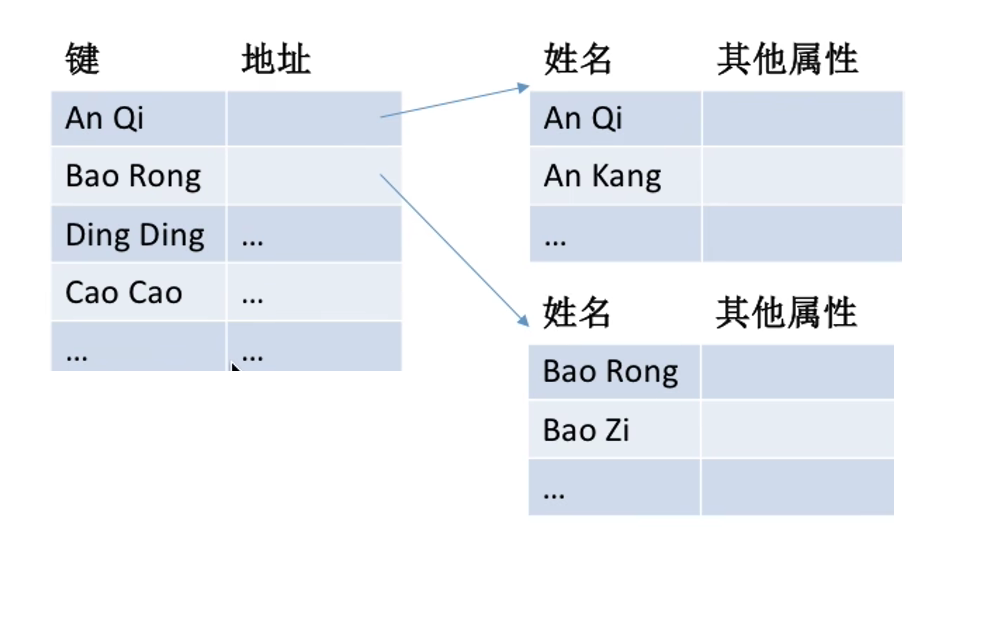 键 地址
An Qi
Bao Rong
Ding Ding ...
Cao Cao ...
... ...
姓名 其他属性
An Qi
An Kang
...
姓名 其他属性
Bao Rong
Bao Zi
...